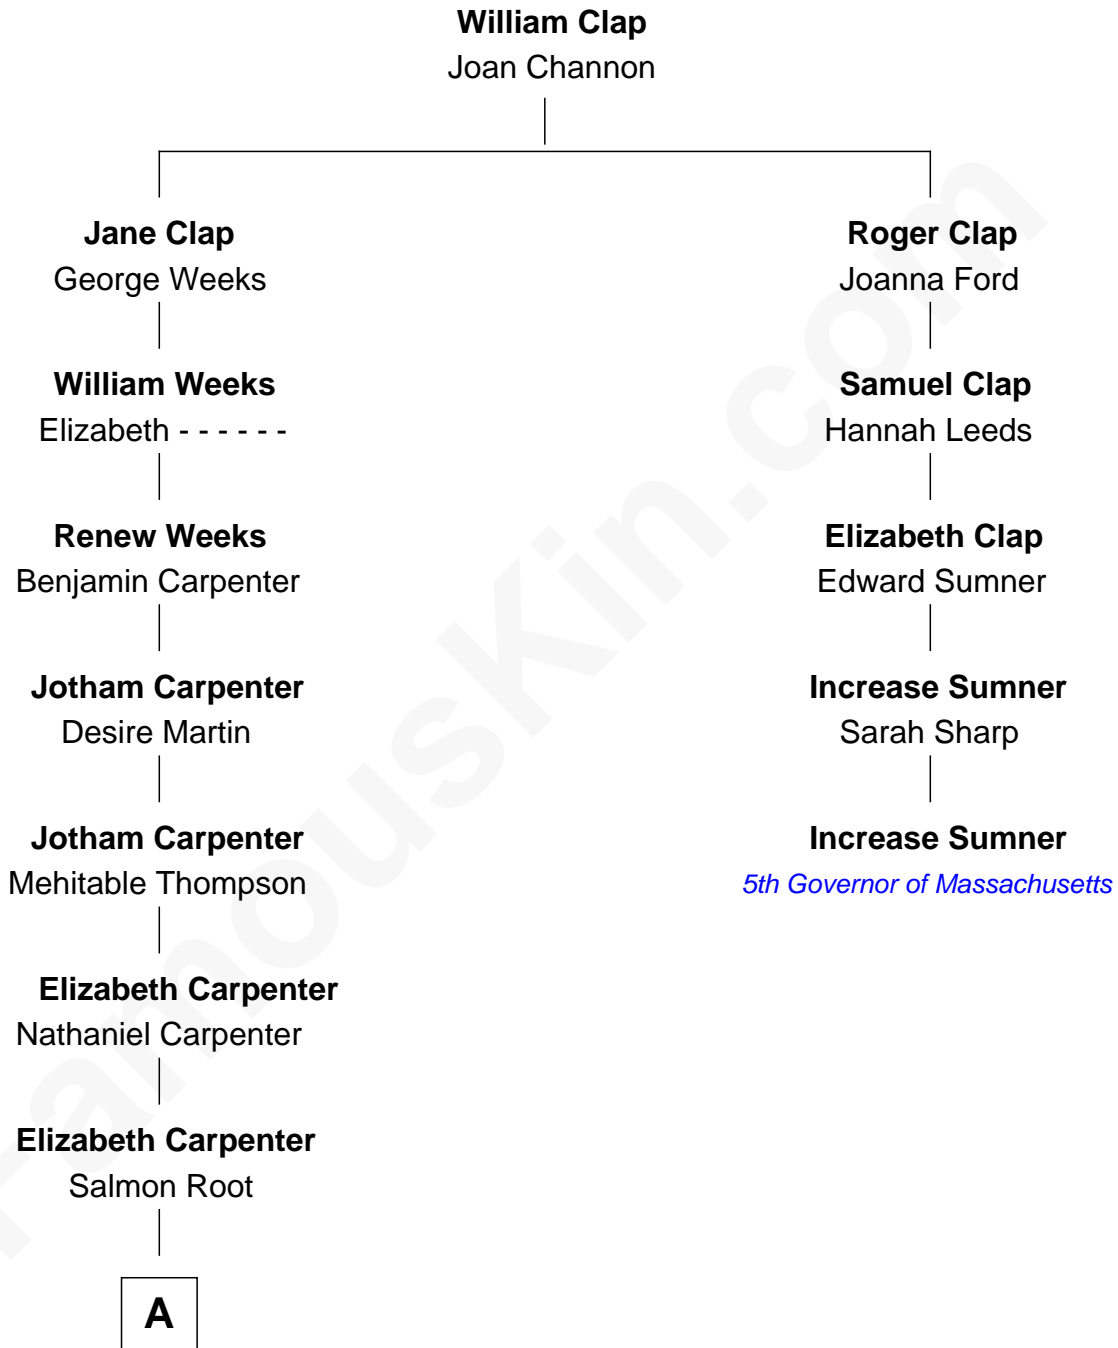 William Clap
Joan Channon
Jane Clap
George Weeks
William Weeks
Elizabeth - - - - - -
Renew Weeks
Benjamin Carpenter
Jotham Carpenter
Desire Martin
Jotham Carpenter
Mehitable Thompson
Elizabeth Carpenter
Nathaniel Carpenter
Elizabeth Carpenter
Salmon Root
A
Roger Clap
Joanna Ford
Samuel Clap
Hannah Leeds
Elizabeth Clap
Edward Sumner
Increase Sumner
Sarah Sharp
Increase Sumner
5th Governor of Massachusetts
FamousKin.com